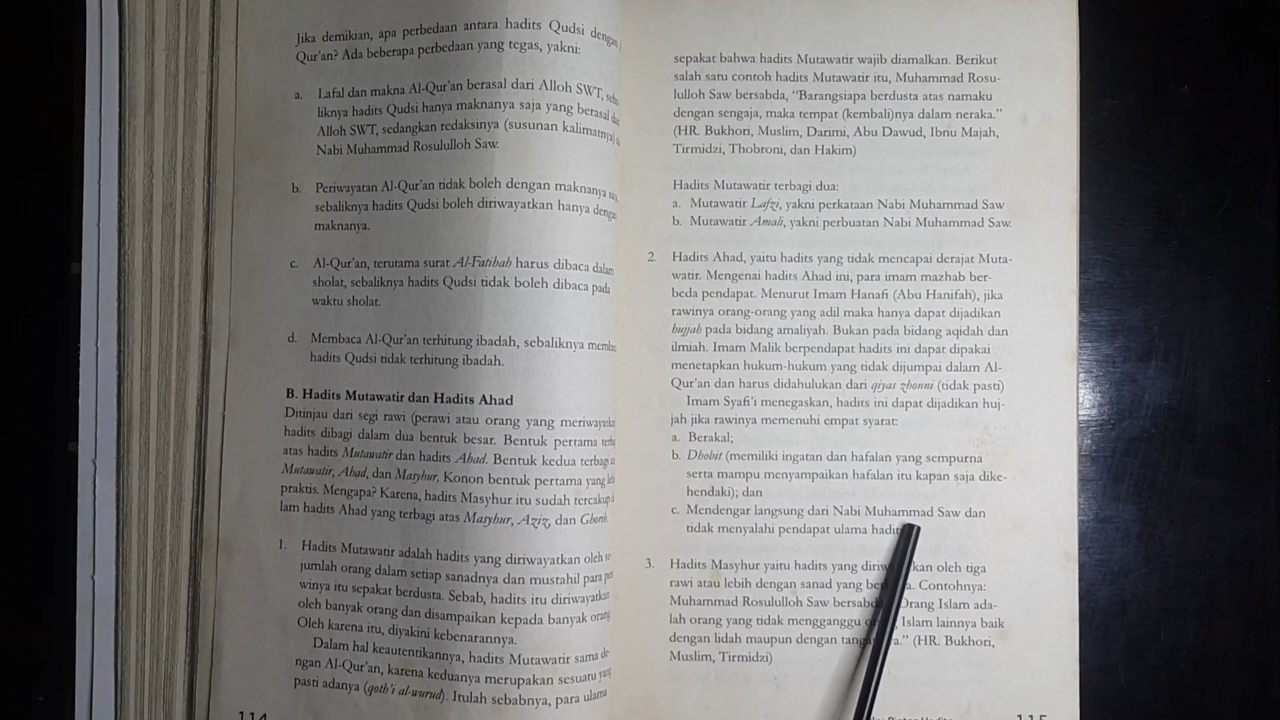 Jika demikian, apa perbedaan antara hadits Qudsi dengan
Qur'an? Ada beberapa perbedaan yang tegas, yakni:
a. Lafal dan makna Al-Qur'an berasal dari Alloh SWT,
liknya hadits Qudsi hanya maknanya saja yang berasal
Alloh SWT, sedangkan redaksinya (susunan kalimatnya)
Nabi Muhammad Rosululloh Saw.
b. Periwayatan Al-Qur'an tidak boleh dengan maknanya
sebaliknya hadits Qudsi boleh diriwayatkan hanya
maknanya.
c. Al-Qur'an, terutama surat Al-Fatihah harus dibaca dalam
sholat, sebaliknya hadits Qudsi tidak boleh dibaca pada
waktu sholat.
d. Membaca Al-Qur'an terhitung ibadah, sebaliknya
hadits Qudsi tidak terhitung ibadah.
B. Hadits Mutawatir dan Hadits Ahad
Ditinjau dari segi rawi (perawi atau orang yang
hadits dibagi dalam dua bentuk besar. Bentuk pertama
atas hadits Mutawatir dan hadits Ahad. Bentuk kedua terbagi
Mutawatir, Ahad, dan Masyhur. Konon bentuk pertama yang
praktis. Mengapa? Karena, hadits Masyhur itu sudah
lam hadits Ahad yang terbagi atas Masyhur, Aziz, dan
1. Hadits Mutawatir adalah hadits yang diriwayatkan oleh se-
jumlah orang dalam setiap sanadnya dan mustahil para
winya itu sepakat berdusta. Sebab, hadits itu diriwayatkan
oleh banyak orang dan disampaikan kepada banyak orang
Oleh karena itu, diyakini kebenarannya.
Dalam hal keautentikannya, hadits Mutawatir sama de-
ngan Al-Qur'an, karena keduanya merupakan sesuatu yang
pasti adanya (qoth'i al-wurud). Itulah sebabnya, para ulama
114
sepakat bahwa hadits Mutawatir wajib diamalkan. Berikut
salah satu contoh hadits Mutawatir itu, Muhammad Rosu-
lulloh Saw bersabda, "Barangsiapa berdusta atas namaku
dengan sengaja, maka tempat (kembali)nya dalam neraka."
(HR. Bukhori, Muslim, Darimi, Abu Dawud, Ibnu Majah,
Tirmidzi, Thobroni, dan Hakim)
Hadits Mutawatir terbagi dua:
a. Mutawatir Lafzi, yakni perkataan Nabi Muhammad Saw
b. Mutawatir Amali, yakni perbuatan Nabi Muhammad Saw.
2. Hadits Ahad, yaitu hadits yang tidak mencapai derajat Muta-
watir. Mengenai hadits Ahad ini, para imam mazhab ber-
beda pendapat. Menurut Imam Hanafi (Abu Hanifah), jika
rawinya orang-orang yang adil maka hanya dapat dijadikan
hujjah pada bidang amaliyah. Bukan pada bidang aqidah dan
ilmiah. Imam Malik berpendapat hadits ini dapat dipakai
menetapkan hukum-hukum yang tidak dijumpai dalam Al-
Qur'an dan harus didahulukan dari qiyas zhonni (tidak pasti)
Imam Syafi'i menegaskan, hadits ini dapat dijadikan huj-
jah jika rawinya memenuhi empat syarat:
a. Berakal;
b. Dhobit (memiliki ingatan dan hafalan yang sempurna
serta mampu menyampaikan hafalan itu kapan saja dike-
hendaki); dan
c. Mendengar langsung dari Nabi Muhammad Saw dan
tidak menyalahi pendapat ulama
3. Hadits Masyhur yaitu hadits yang oleh tiga
rawi atau lebih dengan sanad yang Contohnya:
Muhammad Rosululloh Saw Orang Islam ada-
lah orang yang tidak mengganggu Islam lainnya baik
dengan lidah maupun dengan (HR. Bukhori,
Muslim, Tirmidzi)
115